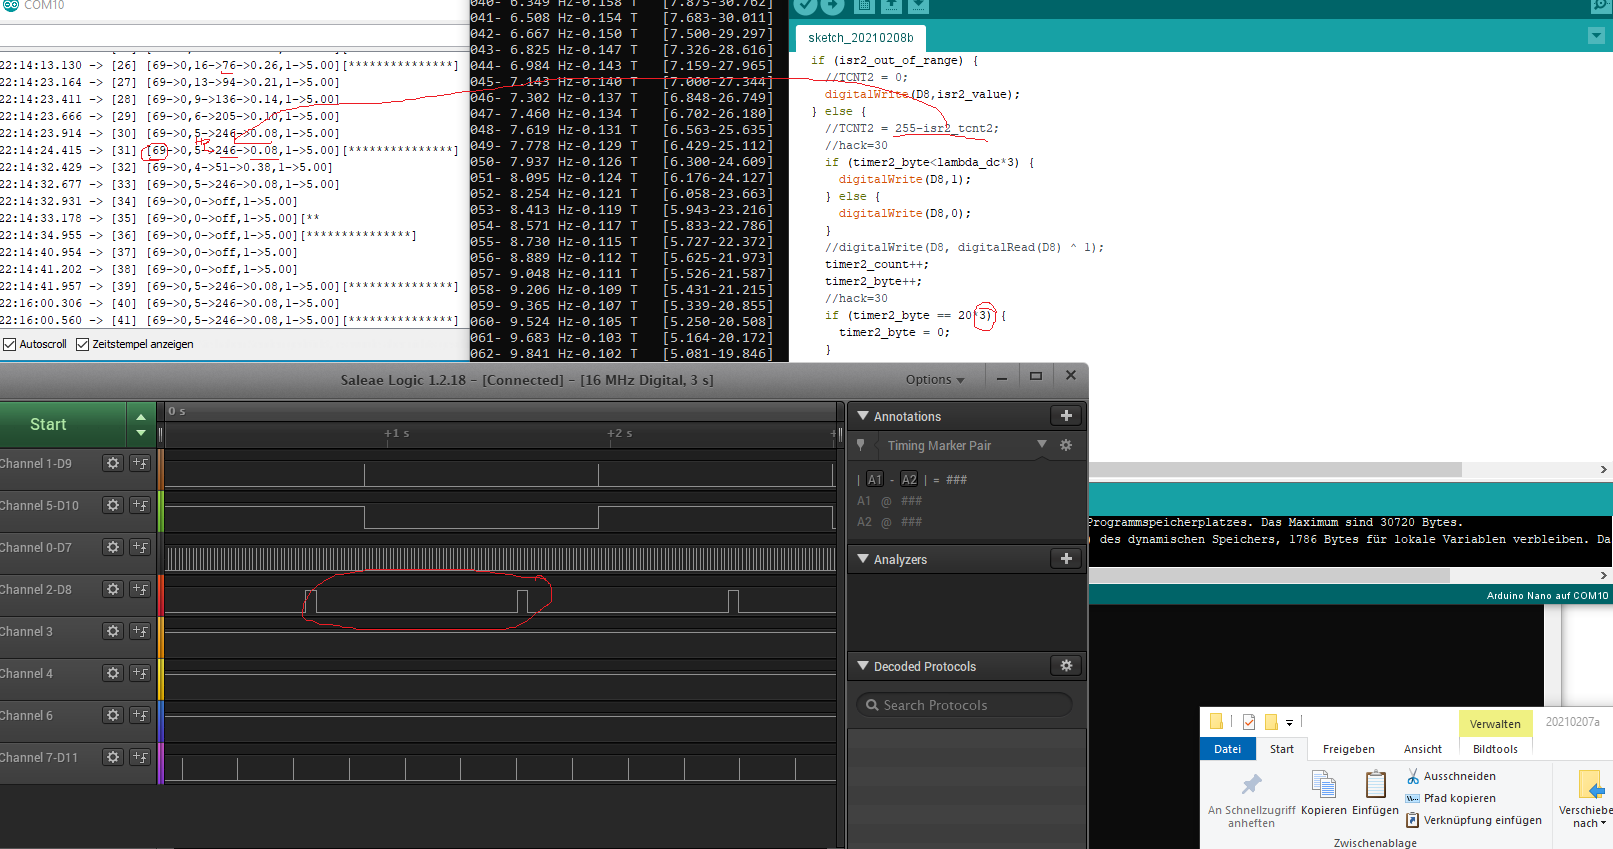 COM10
22:14:13.130 -> [26] [69->0,16->76->0.26,1->5.00][***************]
22:14:23.164 -> [27] [69->0,13->94->0.21,1->5.00]
22:14:23.411 -> [28] [69->0,9->136->0.14,1->5.00]
22:14:23.666 -> [29] [69->0,6->205->0.10,1->5.00]
22:14:23.914 -> [30] [69->0,5->246->0.08,1->5.00]
22:14:24.415 -> [31] [69->0,5->246->0.08,1->5.00][***************]
22:14:32.429 -> [32] [69->0,4->51->0.38,1->5.00]
22:14:32.677 -> [33] [69->0,5->246->0.08,1->5.00]
22:14:32.931 -> [34] [69->0,0->off,1->5.00]
22:14:33.178 -> [35] [69->0,0->off,1->5.00][**
22:14:34.955 -> [36] [69->0,0->off,1->5.00][***************]
22:14:40.954 -> [37] [69->0,0->off,1->5.00]
22:14:41.202 -> [38] [69->0,0->off,1->5.00]
22:14:41.957 -> [39] [69->0,5->246->0.08,1->5.00][***************]
22:16:00.306 -> [40] [69->0,5->246->0.08,1->5.00]
22:16:00.560 -> [41] [69->0,5->246->0.08,1->5.00][***************]
Autoscroll Zeitstempel anzeigen
040- 6.349 Hz-0.158 T [7.875-30.762]
041- 6.508 Hz-0.154 T [7.683-30.011]
042- 6.667 Hz-0.150 T [7.500-29.297]
043- 6.825 Hz-0.147 T [7.326-28.616]
044- 6.984 Hz-0.143 T [7.159-27.965]
045- 7.143 Hz-0.140 T [7.000-27.344]
046- 7.302 Hz-0.137 T [6.848-26.749]
047- 7.460 Hz-0.134 T [6.702-26.180]
048- 7.619 Hz-0.131 T [6.563-25.635]
049- 7.778 Hz-0.129 T [6.429-25.112]
050- 7.937 Hz-0.126 T [6.300-24.609]
051- 8.095 Hz-0.124 T [6.176-24.127]
052- 8.254 Hz-0.121 T [6.058-23.663]
053- 8.413 Hz-0.119 T [5.943-23.216]
054- 8.571 Hz-0.117 T [5.833-22.786]
055- 8.730 Hz-0.115 T [5.727-22.372]
056- 8.889 Hz-0.112 T [5.625-21.973]
057- 9.048 Hz-0.111 T [5.526-21.587]
058- 9.206 Hz-0.109 T [5.431-21.215]
059- 9.365 Hz-0.107 T [5.339-20.855]
060- 9.524 Hz-0.105 T [5.250-20.508]
061- 9.683 Hz-0.103 T [5.164-20.172]
062- 9.841 Hz-0.102 T [5.081-19.846]
sketch_20210208b
if (isr2_out_of_range) {
//TCNT2 = 0;
digitalWrite(D8,isr2_value);
} else {
//TCNT2 = 255-isr2_tcnt2;
//hack=30
if (timer2_byte<lambda_dc*3) {
digitalWrite(D8,1);
} else {
digitalWrite(D8,0);
}
//digitalWrite(D8, digitalRead(D8) ^ 1);
timer2_count++;
timer2_byte++;
//hack=30
if (timer2_byte == 20*3) {
timer2_byte = 0;
}
Programmspeicherplatzes. Das Maximum sind 30720 Bytes.
) des dynamischen Speichers, 1786 Bytes für lokale Variablen verbleiben. Da
Arduino Nano auf COM10
Saleae Logic 1.2.18 - [Connected] - [16 MHz Digital, 3 s]
Options
Start
0 s
+1 s
+2 s
Channel 1-D9
Channel 5-D10
Channel 0-D7
Channel 2-D8
Channel 3
Channel 4
Channel 6
Channel 7-D11
Annotations
Timing Marker Pair
| A1 - A2 | = ###
A1 @ ###
A2 @ ###
Analyzers
Decoded Protocols
Search Protocols
Verwalten
20210207a
Datei Start Freigeben Ansicht Bildtools
An Schnellzugriff anheften
Kopieren
Einfügen
Ausschneiden
Pfad kopieren
Verknüpfung einfügen
Verschiebe
nach
Zwischenablage